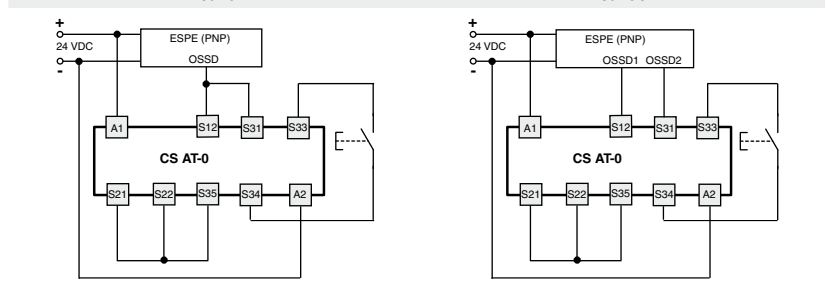 +
24 VDC
-
ESPE (PNP)
OSSD
A1
S12
S31
S33
CS AT-0
S21
S22
S35
S34
A2
+
24 VDC
-
ESPE (PNP)
OSSD1 OSSD2
A1
S12
S31
S33
CS AT-0
S21
S22
S35
S34
A2